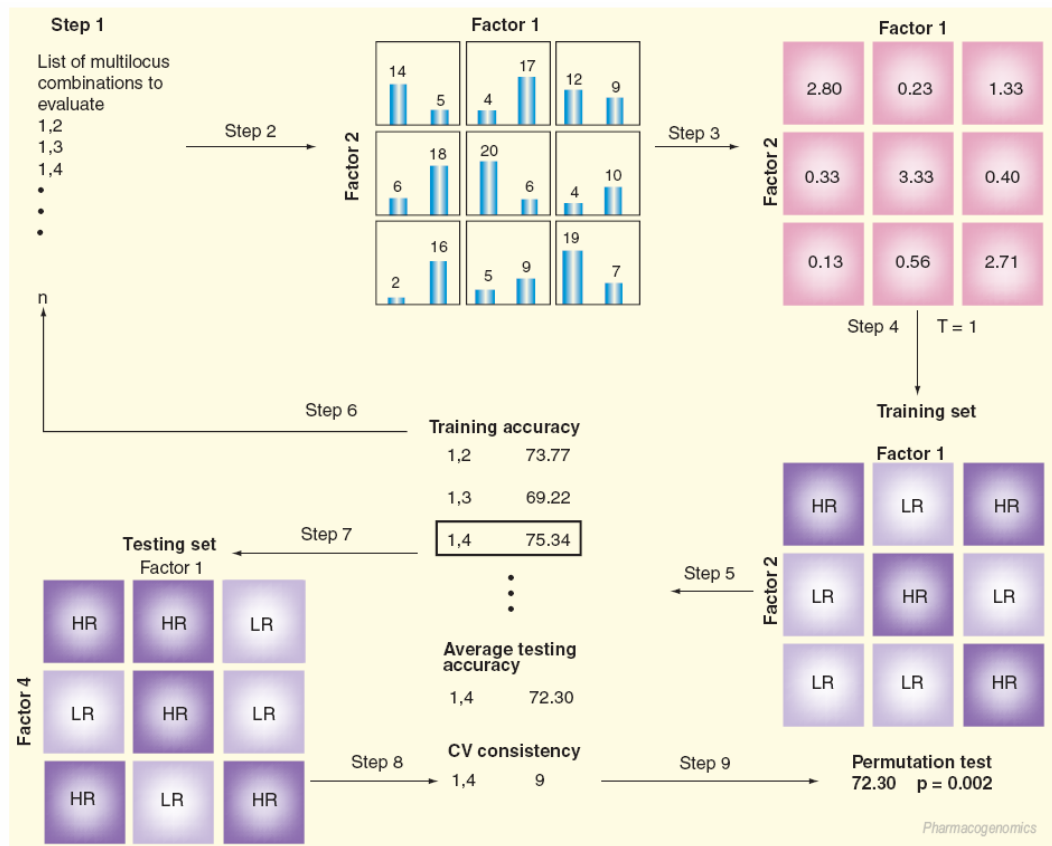 Step 1
List of multilocus
combinations to
evaluate
1,2
1,3
1,4
n
Step 2
Factor 1
Factor 2
14 5
4 17
12 9
6 18
20 6
4 10
2 16
5 9
19 7
Step 3
Factor 1
Factor 2
2.80 0.23 1.33
0.33 3.33 0.40
0.13 0.56 2.71
Step 4 T = 1
Training set
Factor 1
Factor 2
HR LR HR
LR HR LR
LR LR HR
Step 5
Step 6
Training accuracy
1,2 73.77
1,3 69.22
1,4 75.34
Step 7
Testing set
Factor 1
Factor 4
HR HR LR
LR HR LR
HR LR HR
Average testing
accuracy
1,4 72.30
Step 8
CV consistency
1,4 9
Step 9
Permutation test
72.30 p = 0.002
Pharmacogenomics